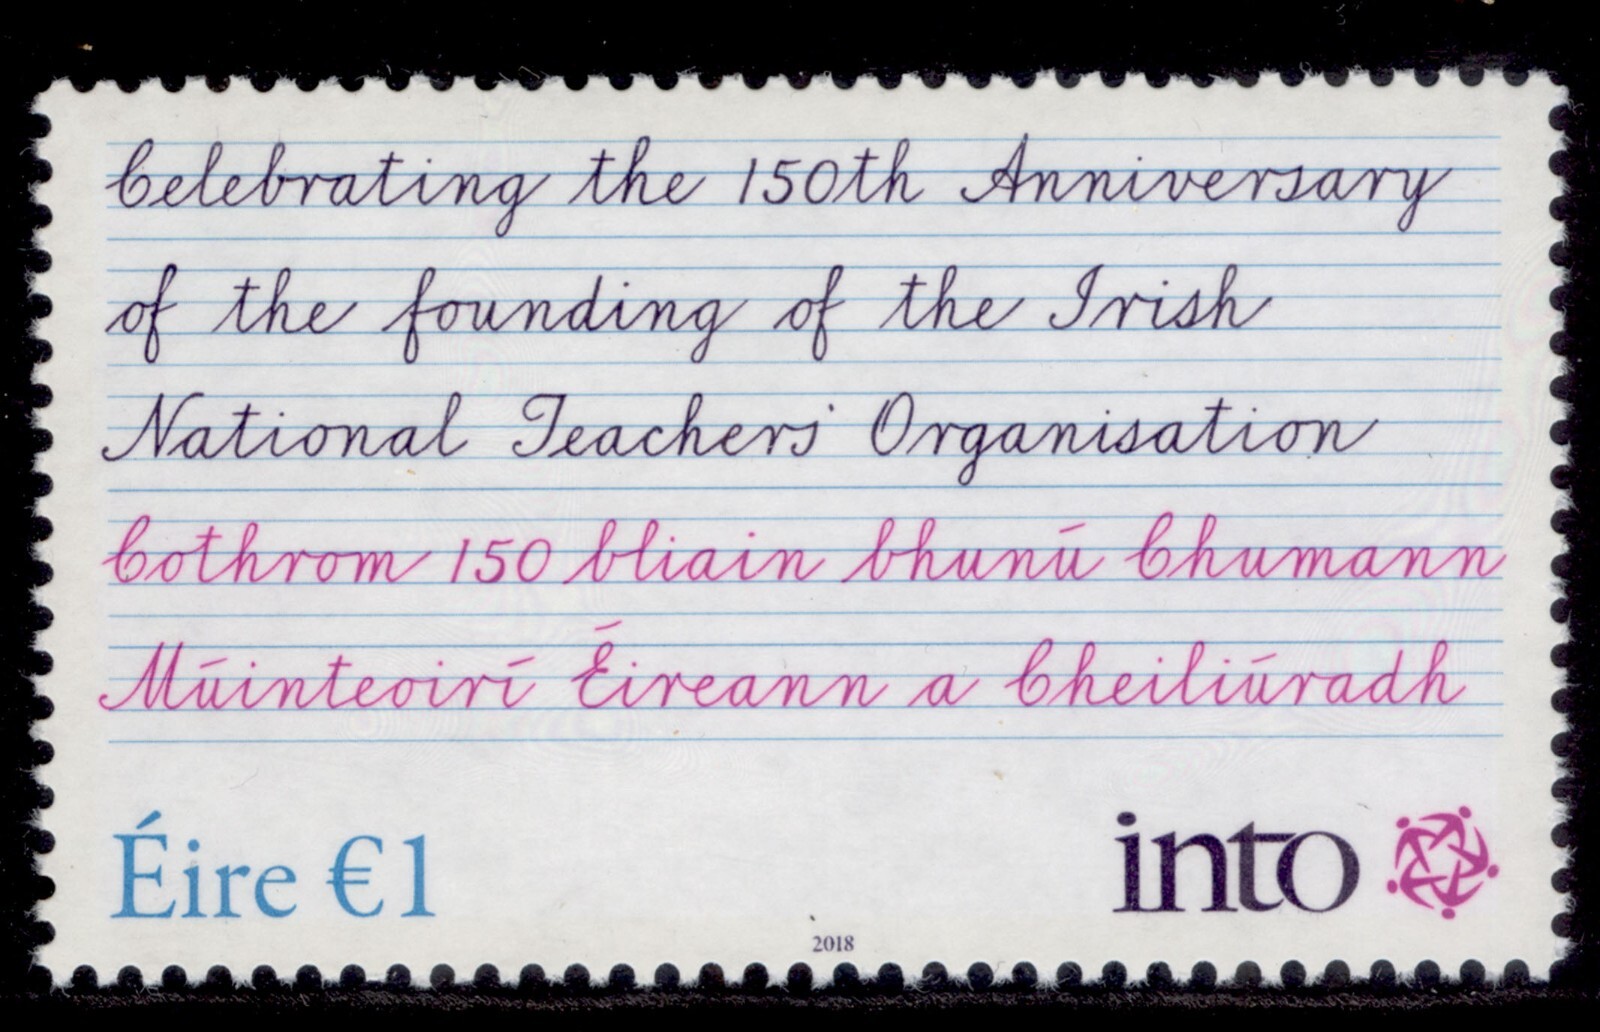 Celebrating the 150th Anniversary
of the founding of the Irish
National Teachers' Organisation
Cothrom 150 bliain bhunú Chumann
Múinteoirí Éireann a Cheiliúradh
Éire €1
into
2018